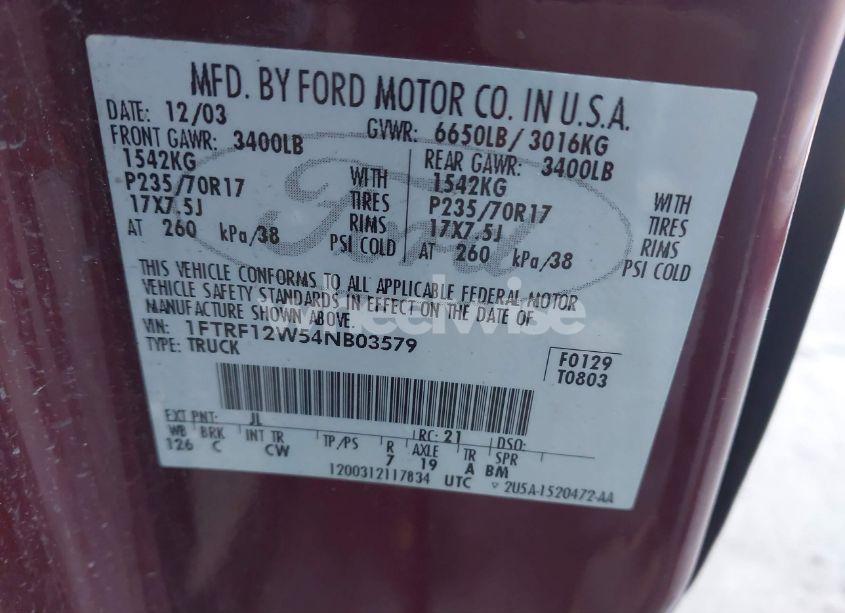 MFD. BY FORD MOTOR CO. IN U.S.A.
DATE: 12/03 GVWR: 6650LB/ 3016KG
FRONT GAWR: 3400LB REAR GAWR: 3400LB
1542KG WITH 1542KG WITH
P235/70R17 TIRES P235/70R17 TIRES
17X7.5J RIMS 17X7.5J RIMS
AT 260 kPa/38 PSI COLD AT 260 kPa/38 PSI COLD
Ford
THIS VEHICLE CONFORMS TO ALL APPLICABLE FEDERAL MOTOR
VEHICLE SAFETY STANDARDS IN EFFECT ON THE DATE OF
MANUFACTURE SHOWN ABOVE.
wheelwise
VIN: 1FTRF12W54NB03579 F0129
TYPE: TRUCK T0803
EXT PNT: JL RC: 21 DSO:
WB BRK INT TR TP/PS R AXLE TR SPR
126 C CW 7 19 A BM
1200312117834 UTC ▿ 2U5A-1520472-AA